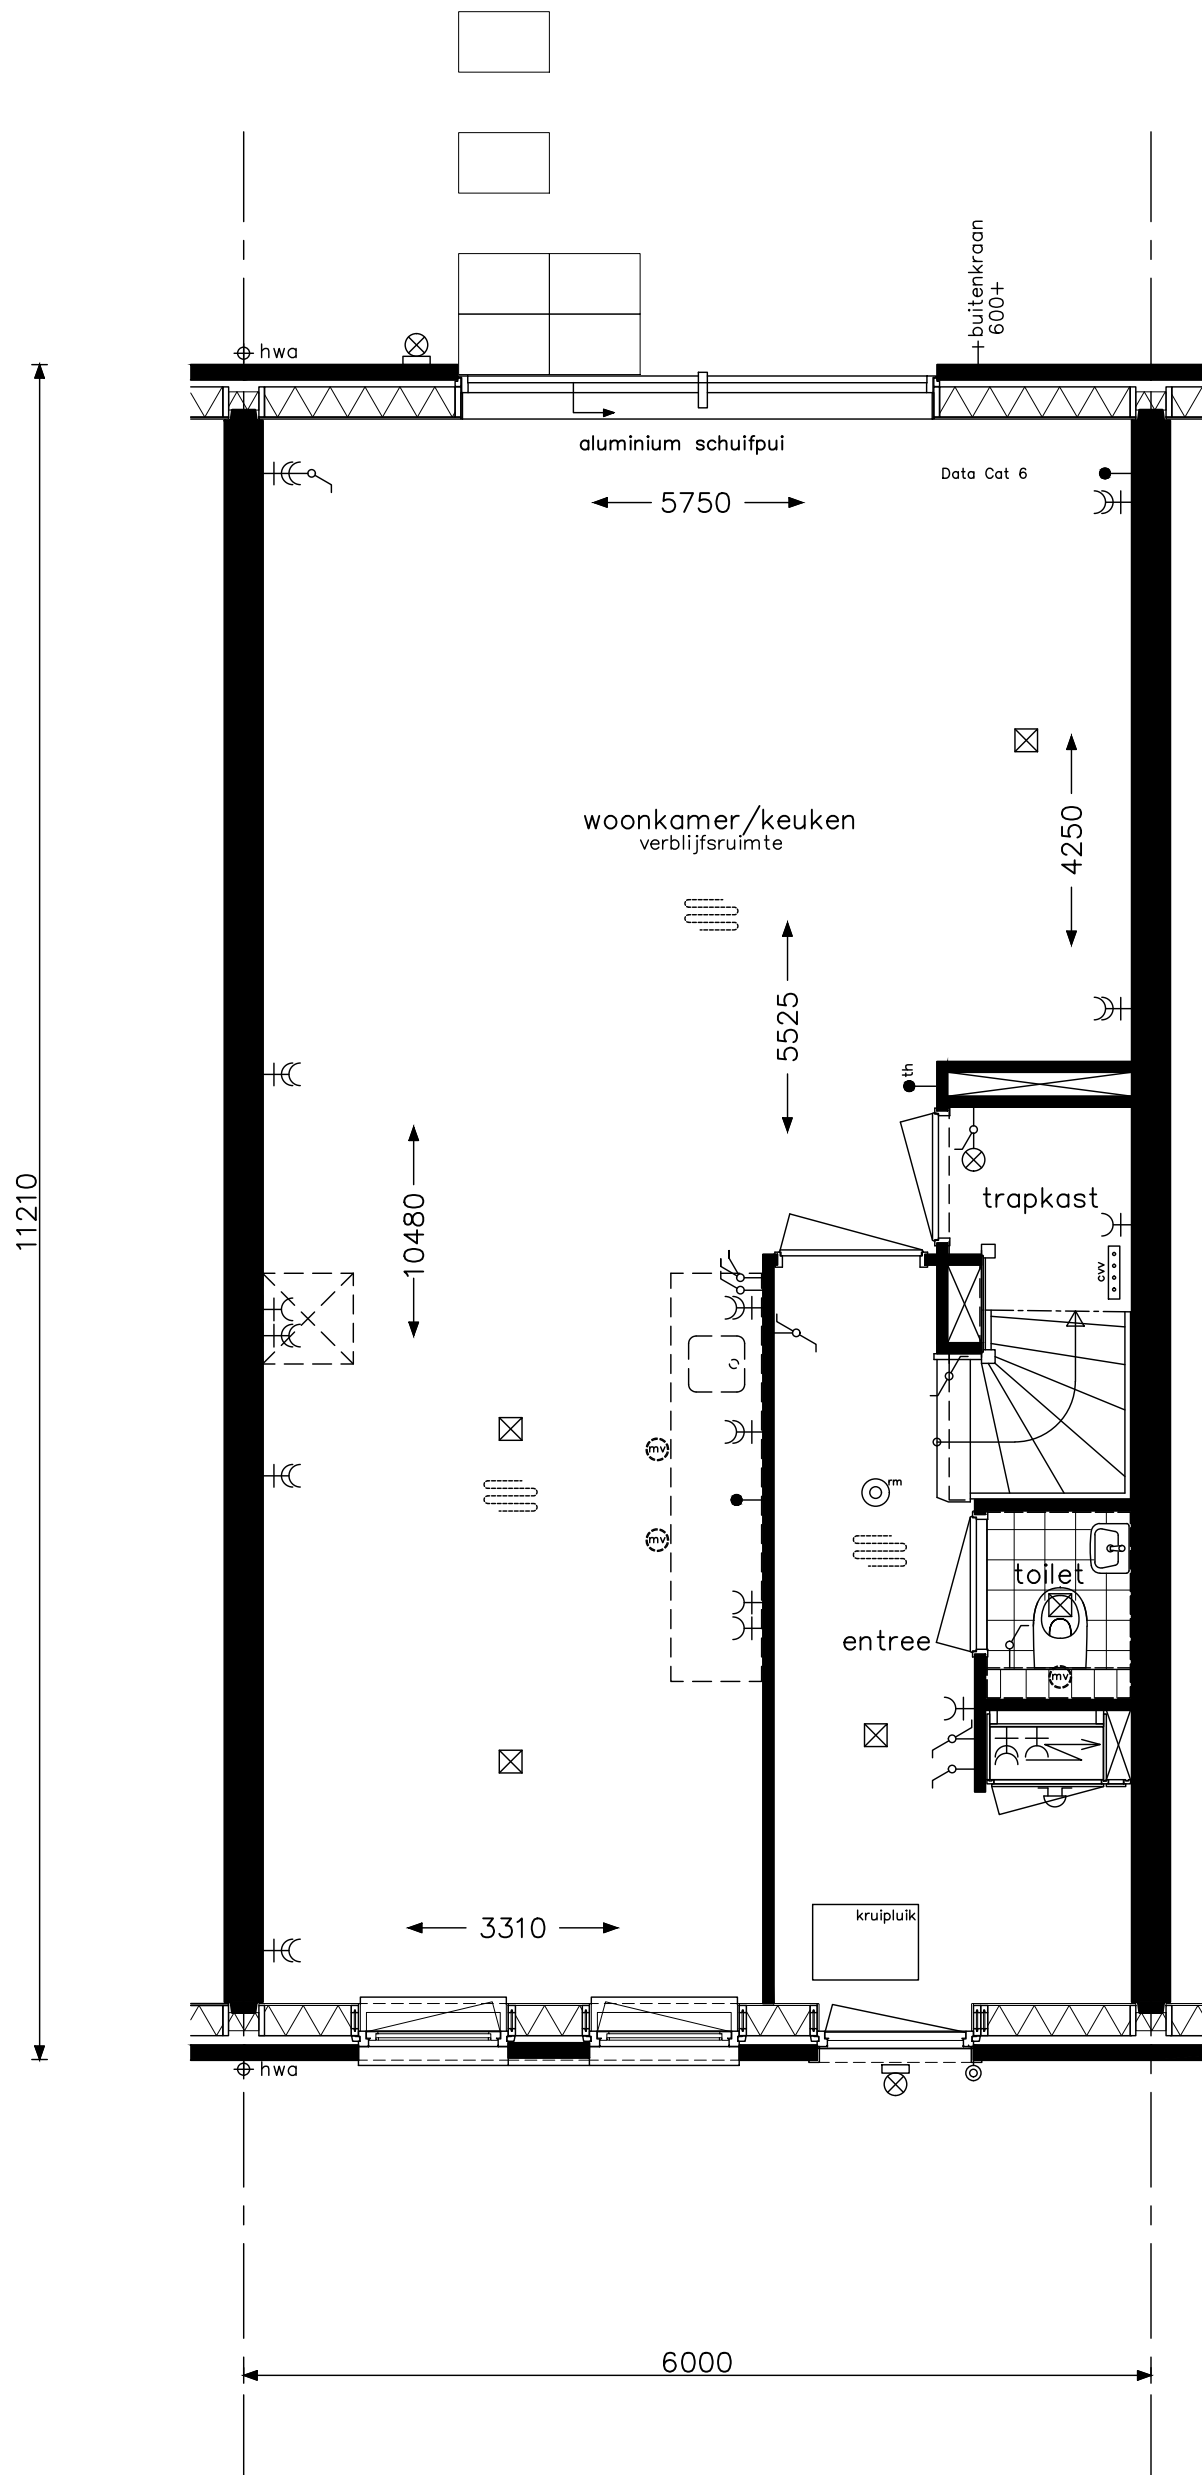 buitenkraan
600+
hwa
aluminium schuifpui
Data Cat 6
5750
woonkamer/keuken
verblijfsruimte
4250
5525
th
11210
10480
trapkast
cvv
mv
rm
mv
toilet
entree
mv
kruipluik
3310
hwa
6000